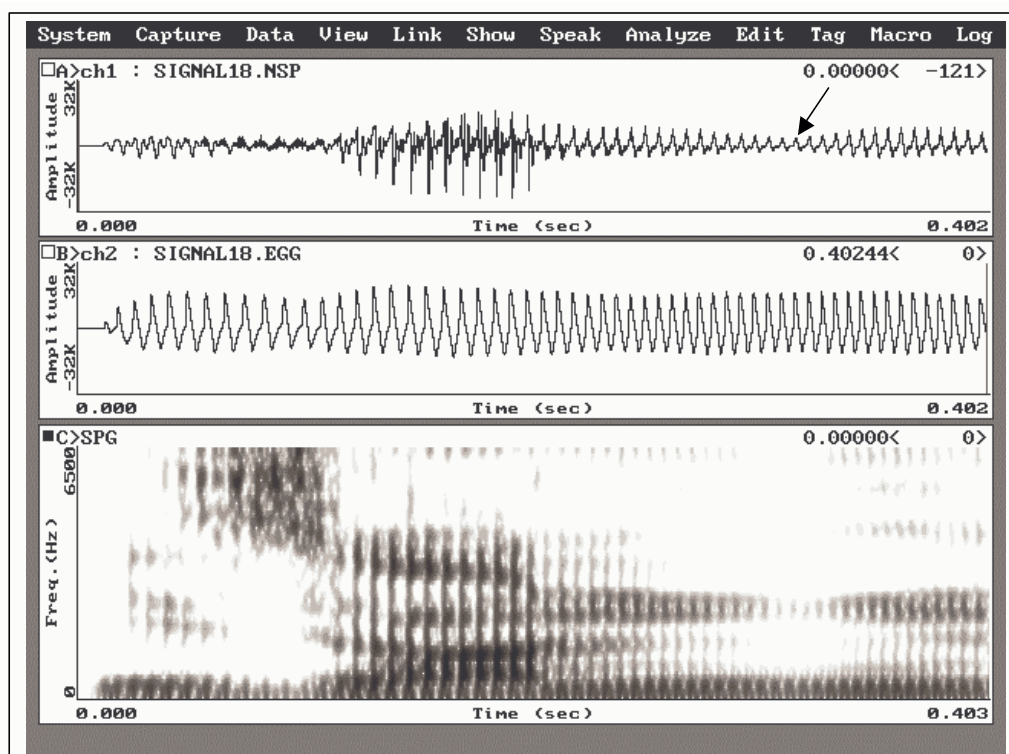 System Capture Data View Link Show Speak Analyze Edit Tag Macro Log
A>ch1 : SIGNAL18.NSP 0.00000< -121>
Amplitude
-32K 32K
0.000 Time (sec) 0.402
B>ch2 : SIGNAL18.EGG 0.40244< 0>
Amplitude
-32K 32K
0.000 Time (sec) 0.402
C>SPG 0.00000< 0>
Freq.(Hz)
0 6500
0.000 Time (sec) 0.403